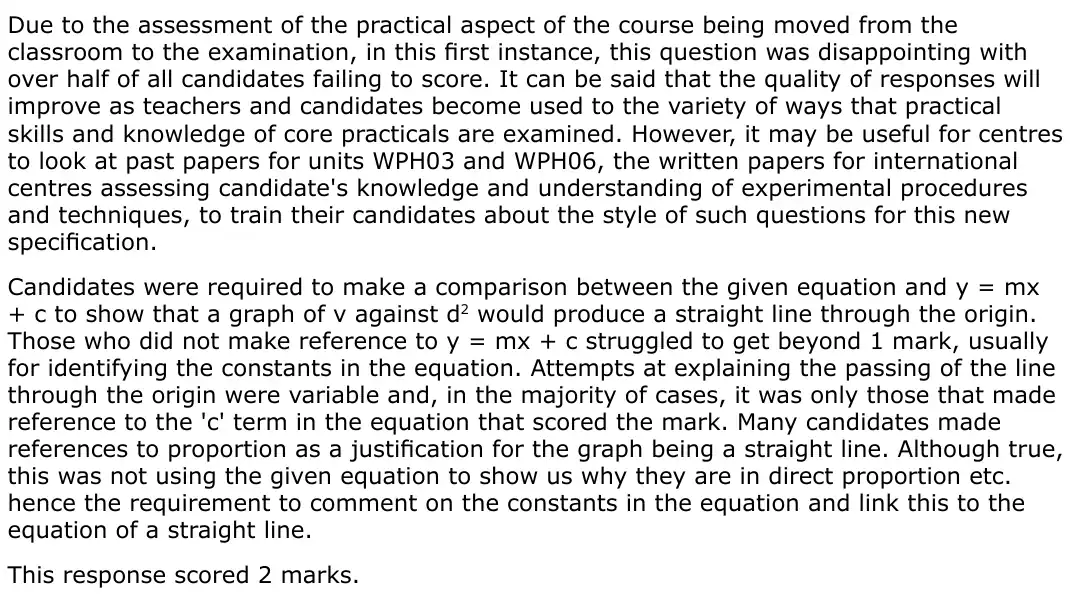 Due to the assessment of the practical aspect of the course being moved from the
classroom to the examination, in this first instance, this question was disappointing with
over half of all candidates failing to score. It can be said that the quality of responses will
improve as teachers and candidates become used to the variety of ways that practical
skills and knowledge of core practicals are examined. However, it may be useful for centres
to look at past papers for units WPH03 and WPH06, the written papers for international
centres assessing candidate's knowledge and understanding of experimental procedures
and techniques, to train their candidates about the style of such questions for this new
specification.
Candidates were required to make a comparison between the given equation and y = mx
+ c to show that a graph of v against d² would produce a straight line through the origin.
Those who did not make reference to y = mx + c struggled to get beyond 1 mark, usually
for identifying the constants in the equation. Attempts at explaining the passing of the line
through the origin were variable and, in the majority of cases, it was only those that made
reference to the 'c' term in the equation that scored the mark. Many candidates made
references to proportion as a justification for the graph being a straight line. Although true,
this was not using the given equation to show us why they are in direct proportion etc.
hence the requirement to comment on the constants in the equation and link this to the
equation of a straight line.
This response scored 2 marks.